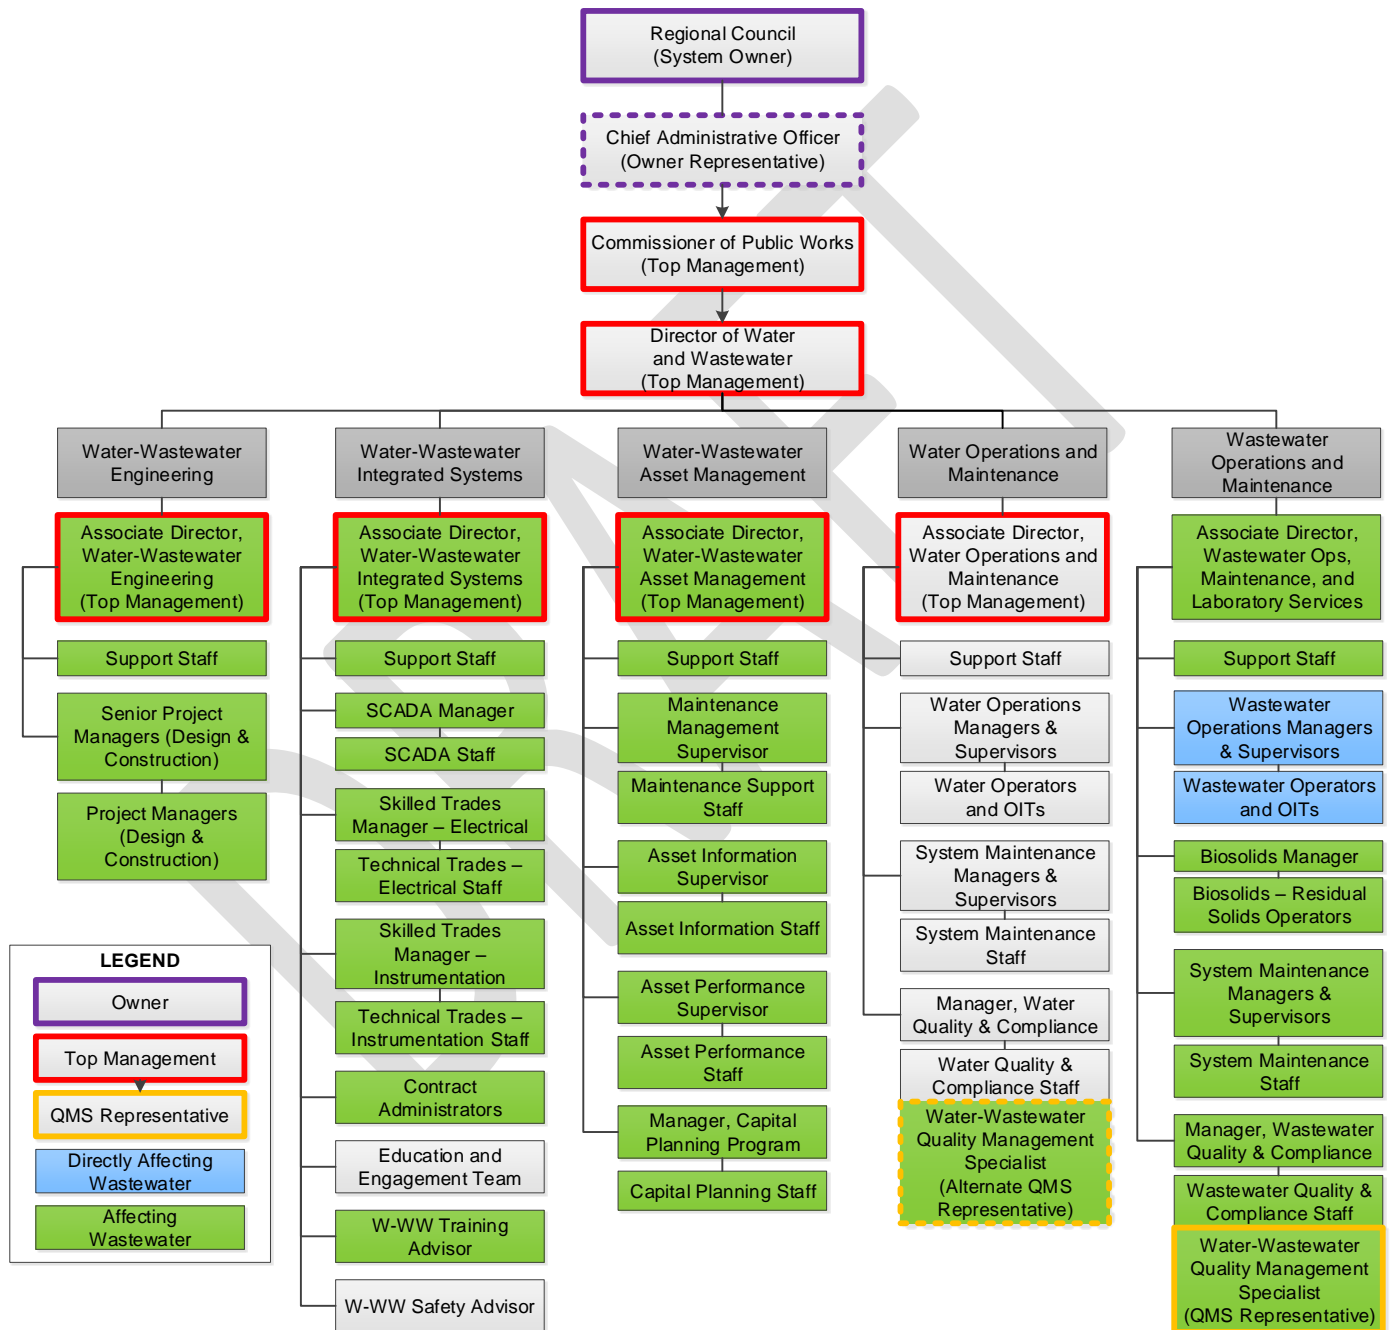 Regional Council
(System Owner)
Chief Administrative Officer
(Owner Representative)
Commissioner of Public Works
(Top Management)
Director of Water
and Wastewater
(Top Management)
Water-Wastewater
Engineering
Associate Director,
Water-Wastewater
Engineering
(Top Management)
Support Staff
Senior Project
Managers (Design &
Construction)
Project Managers
(Design &
Construction)
Water-Wastewater
Integrated Systems
Associate Director,
Water-Wastewater
Integrated Systems
(Top Management)
Support Staff
SCADA Manager
SCADA Staff
Skilled Trades
Manager – Electrical
Technical Trades –
Electrical Staff
Skilled Trades
Manager –
Instrumentation
Technical Trades –
Instrumentation Staff
Contract
Administrators
Education and
Engagement Team
W-WW Training
Advisor
W-WW Safety Advisor
Water-Wastewater
Asset Management
Associate Director,
Water-Wastewater
Asset Management
(Top Management)
Support Staff
Maintenance
Management
Supervisor
Maintenance Support
Staff
Asset Information
Supervisor
Asset Information Staff
Asset Performance
Supervisor
Asset Performance
Staff
Manager, Capital
Planning Program
Capital Planning Staff
Water Operations and
Maintenance
Associate Director,
Water Operations and
Maintenance
(Top Management)
Support Staff
Water Operations
Managers &
Supervisors
Water Operators
and OITs
System Maintenance
Managers &
Supervisors
System Maintenance
Staff
Manager, Water
Quality & Compliance
Water Quality &
Compliance Staff
Water-Wastewater
Quality Management
Specialist
(Alternate QMS
Representative)
Wastewater
Operations and
Maintenance
Associate Director,
Wastewater Ops,
Maintenance, and
Laboratory Services
Support Staff
Wastewater
Operations Managers
& Supervisors
Wastewater Operators
and OITs
Biosolids Manager
Biosolids – Residual
Solids Operators
System Maintenance
Managers &
Supervisors
System Maintenance
Staff
Manager, Wastewater
Quality & Compliance
Wastewater Quality &
Compliance Staff
Water-Wastewater
Quality Management
Specialist
(QMS Representative)
LEGEND
Owner
Top Management
QMS Representative
Directly Affecting
Wastewater
Affecting
Wastewater
DRAFT